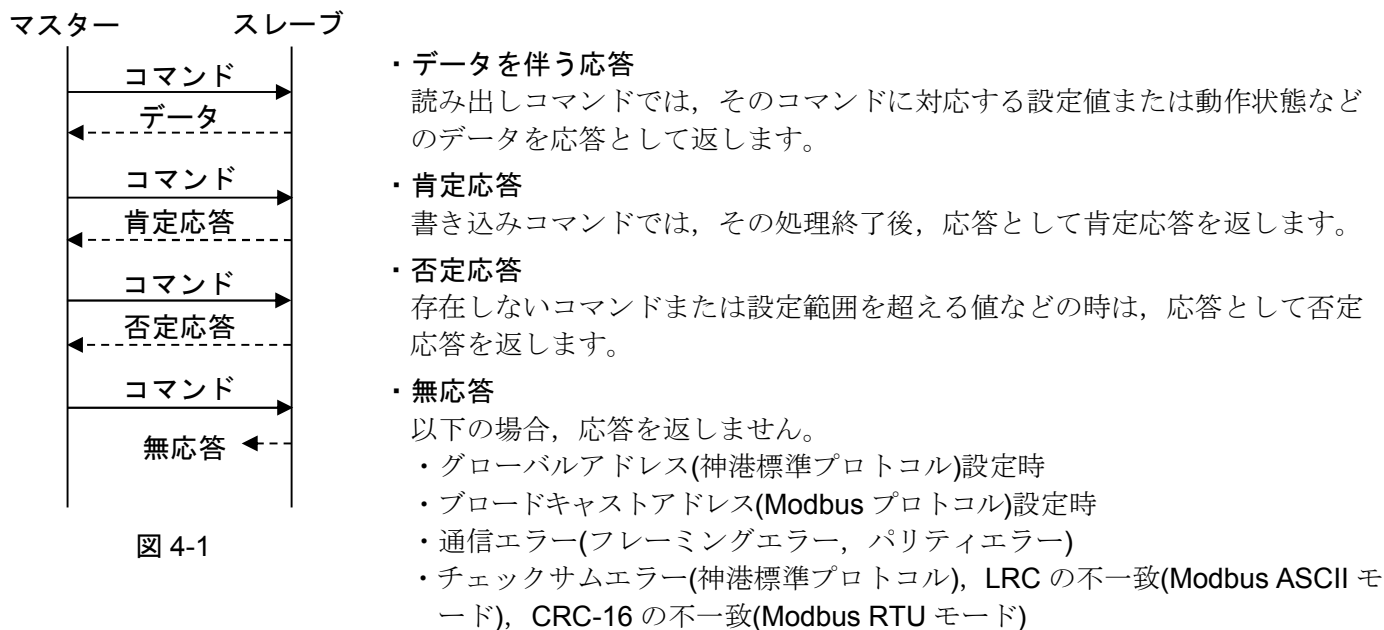 マスター スレーブ
コマンド
データ
コマンド
肯定応答
コマンド
否定応答
コマンド
無応答
図 4-1
・データを伴う応答
読み出しコマンドでは，そのコマンドに対応する設定値または動作状態など
のデータを応答として返します。
・肯定応答
書き込みコマンドでは，その処理終了後，応答として肯定応答を返します。
・否定応答
存在しないコマンドまたは設定範囲を超える値などの時は，応答として否定
応答を返します。
・無応答
以下の場合，応答を返しません。
・グローバルアドレス(神港標準プロトコル)設定時
・ブロードキャストアドレス(Modbus プロトコル)設定時
・通信エラー(フレーミングエラー，パリティエラー)
・チェックサムエラー(神港標準プロトコル)，LRC の不一致(Modbus ASCII モ
ード)，CRC-16 の不一致(Modbus RTU モード)